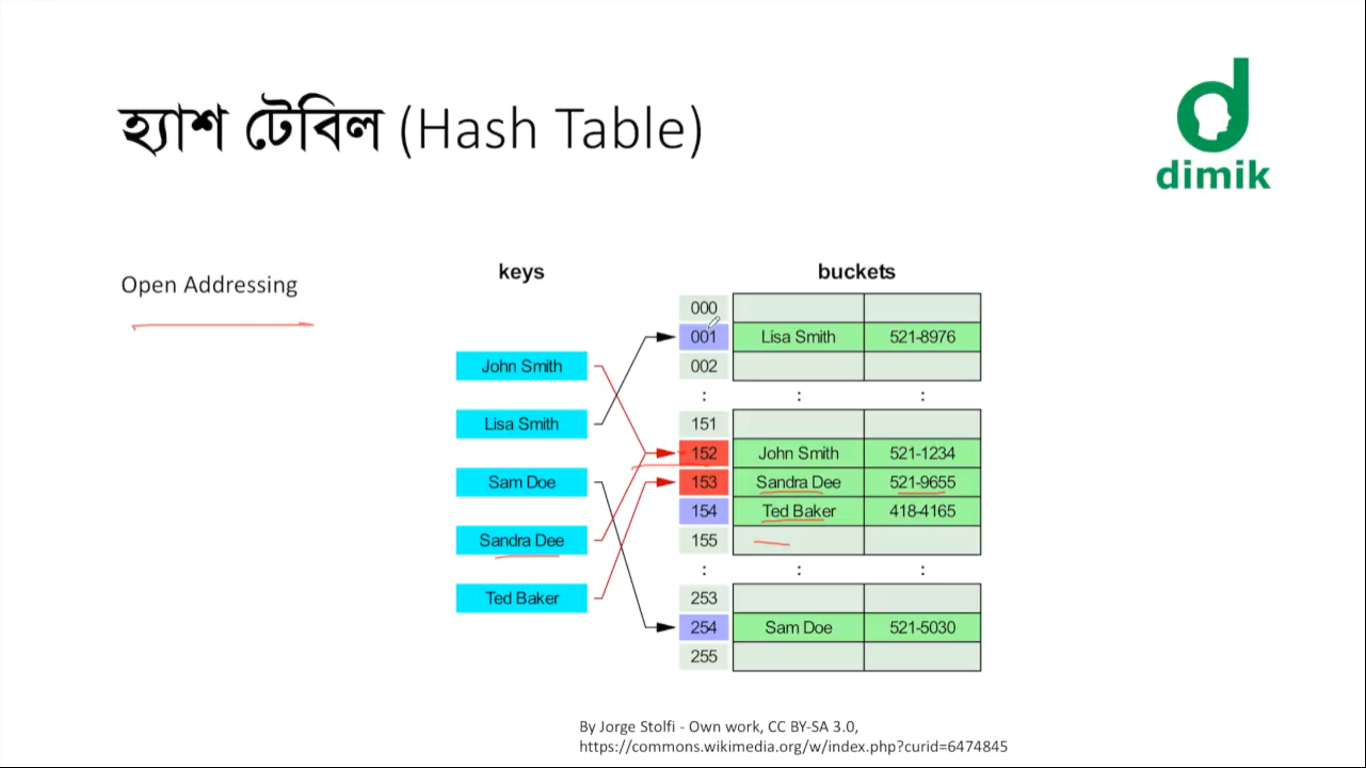 হ্যাশ টেবিল (Hash Table)
dimik
Open Addressing
keys
buckets
John Smith
Lisa Smith
Sam Doe
Sandra Dee
Ted Baker
000
001 Lisa Smith 521-8976
002
: : :
151
152 John Smith 521-1234
153 Sandra Dee 521-9655
154 Ted Baker 418-4165
155
: : :
253
254 Sam Doe 521-5030
255
By Jorge Stolfi - Own work, CC BY-SA 3.0,
https://commons.wikimedia.org/w/index.php?curid=6474845